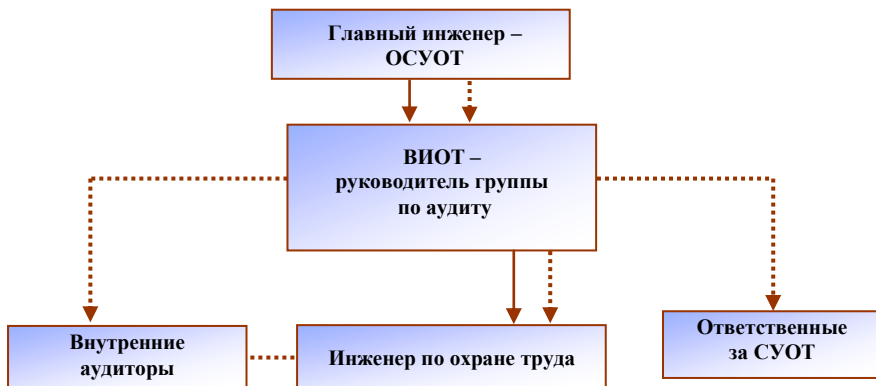 Главный инженер –
ОСУОТ
ВИОТ –
руководитель группы
по аудиту
Внутренние
аудиторы
Инженер по охране труда
Ответственные
за СУОТ